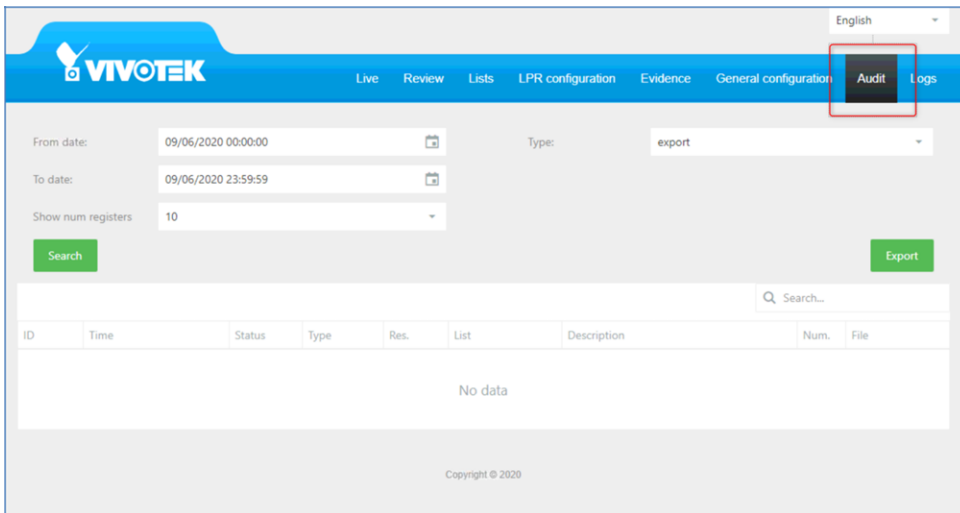 English
VIVOTEK
Live Review Lists LPR configuration Evidence General configuration Audit Logs
From date: 09/06/2020 00:00:00 Type: export
To date: 09/06/2020 23:59:59
Show num registers 10
Search Export
Search...
ID Time Status Type Res. List Description Num. File
No data
Copyright © 2020